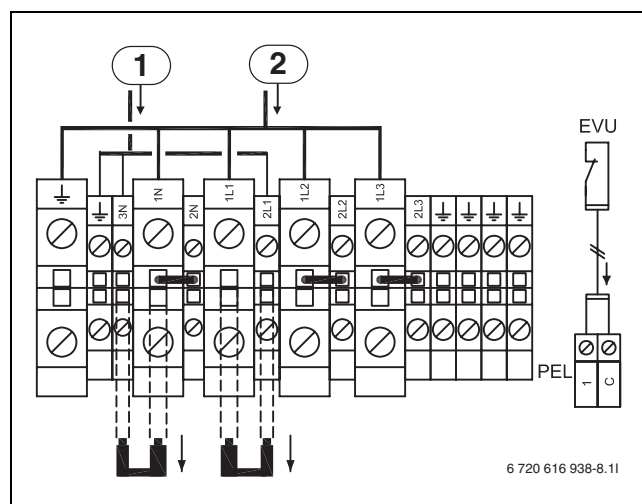 1
2
EVU
3N
1N
2N
1L1
2L1
1L2
2L2
1L3
2L3
PEL
1
C
6 720 616 938-8.1I